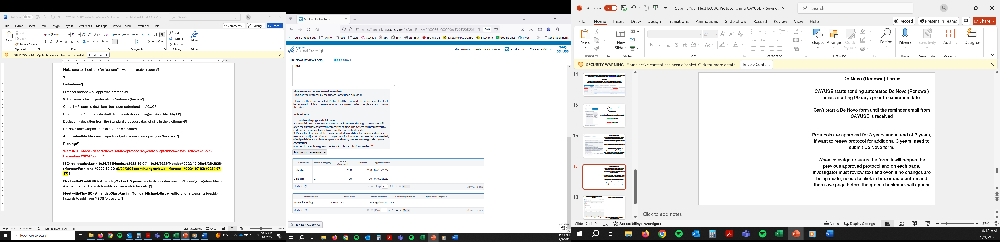 AutoSave Off CAYUSE IACUC Notes from Videos & How To ... • Last Modified: Fri at 4:43 PM Search
File Home Insert Draw Design Layout References Mailings Review View Developer Help Comments Editing Share
Paste Cut Copy Format Painter Aptos (Body) 12 Find Replace Select Editor
Clipboard Font Paragraph Editing Editor
SECURITY WARNING Application add-ins have been disabled. Enable Content
Make sure to check box for "current" if want the active reports¶
¶
Definitions¶
Protocol actions = all approved protocols¶
Withdrawn = closing protocol on Continuing Review¶
Cancel = PI started draft form but never submitted to IACUC¶
Unsubmitted/unfinished = draft; form started but not signed & certified by PI¶
Deviation = deviation from the Standard procedure (i.e. what is in the dictionary)¶
De Novo form – lapse upon expiration = closure¶
Approval withheld = cancels protocol, all PI can do is copy it, can't revise it¶
PI things¶
Want IACUC to be live for renewals & new protocols by end of September – have 1 renewal due in
December #2024-1 (Kidd)¶
IBC – renewals due – 10/24/25 (Mendez #2022-10-04); 10/24/2025 (Mendez #2022-10-05); 1/25/2025
(Mendez/Pathirana #2022-12-20); 9/24/2025 (continuing reviews – Mendez – #2024-07-03; #2024-07-
17)¶
Meet with PIs – IACUC – Amanda, Michael, Vijay – standard procedures – edit "library", drugs to add vet
& experimental, hazards to add for chemicals (class etc.)¶
Meet with PIs – IBC – Amanda, Gias, Ruvini, Monica, Michael, Ruby – edit dictionary, agents to add,
hazards to add from MSDS (class etc.)¶
Page 4 of 4 1454 words Text Predictions: Off Display Settings Focus 100%
Type here to search 81°F 10:12 AM 9/9/2025
De Novo Review Form
https://tamiur4.uat.cayuse.com/esOpenPage.wc?400056~00000006%20%20%20 80%
You are logged out. TAMIU tools stats Cascade SSO SPIN LISTSERV IBC risk DB Basecamp IACUC/IBC Basecamp Google class Pivot Other Bookmarks
cayuse Animal Oversight Site: TAMIU Role: IACUC Office Products Celeste Kidd cayuse
De Novo Review Form 00000006 1
fdaf
Please choose De Novo Review Action
- To close the protocol, please choose Lapse upon expiration.
- To renew the protocol, select Protocol will be renewed. The renewal protocol will
be reviewed as if it is a new submission. If you need assistance, please reach out to
the office.
Instructions:
1. Complete the page and click Save.
2. Then click 'Start De Novo Review' at the bottom of the page. The system will
open the currently approved protocol for editing. The system will prompt you to
edit the details of each page to receive the green checkmark.
3. Please feel free to edit the form as needed to update information and include
new work and justification for changes in animal numbers. If no edits are needed,
simply click in a text box or open a grid entry and resave to get the green
checkmark.
4. After all pages have green checkmarks, please submit for review. *
Protocol will be renewed
Species USDA Category Total # Approved Balance Approve Date
Cichlidae B 250 250 09/10/2022
Cichlidae C 20 20 09/10/2022
Find Page 1 of 1 20 View 1 - 2 of 2
Fund Source Fund Title Grant Number Currently Funded Sponsored Project #
Internal Funding TAMIU URG not applicable Yes
Find Page 1 of -1 10 View 1 - 1 of 1
Start DeNovo Review
Resource Center badge
10:12 AM 9/9/2025
AutoSave On Submit Your Next IACUC Protocol Using CAYUSE • Saving... Search
File Home Insert Draw Design Transitions Animations Slide Show Record Review View Help Record Present in Teams Share
Paste New Slide 27 Shapes Arrange Quick Styles Editing Dictate Sensitivity Add-ins Designer
Clipboard Slides Font Paragraph Drawing Voice Sensitivity Add-ins
SECURITY WARNING Some active content has been disabled. Click for more details. Enable Content
14
15
16
17
18
De Novo (Renewal) Forms
CAYUSE starts sending automated De Novo (Renewal)
emails starting 90 days prior to expiration date.
Can't start a De Novo form until the reminder email from
CAYUSE is received
Protocols are approved for 3 years and at end of 3 years,
if want to renew protocol for additional 3 years, need to
submit De Novo form.
When investigator starts the form, it will reopen the
previous approved protocol and on each page,
investigator must review text and even if no changes are
being made, needs to click in box or radio button and
then save page before the green checkmark will appear
Click to add notes
Slide 17 of 19 Accessibility: Investigate Notes Display Settings 37%
10:12 AM
9/9/2025